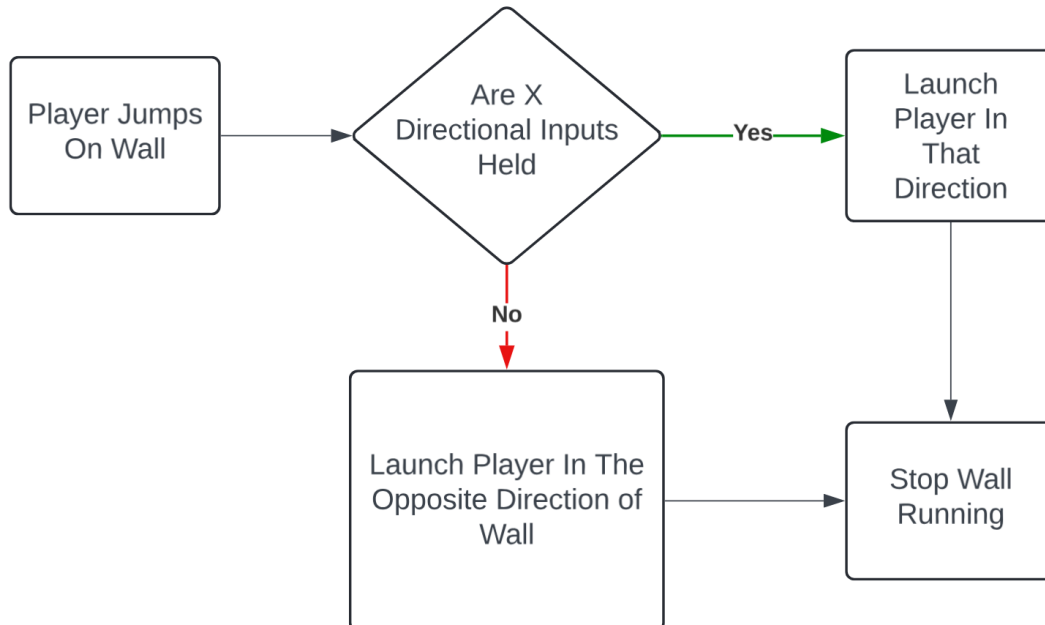 Player Jumps
On Wall
Are X
Directional Inputs
Held
Yes
Launch
Player In
That
Direction
No
Launch Player In The
Opposite Direction of
Wall
Stop Wall
Running